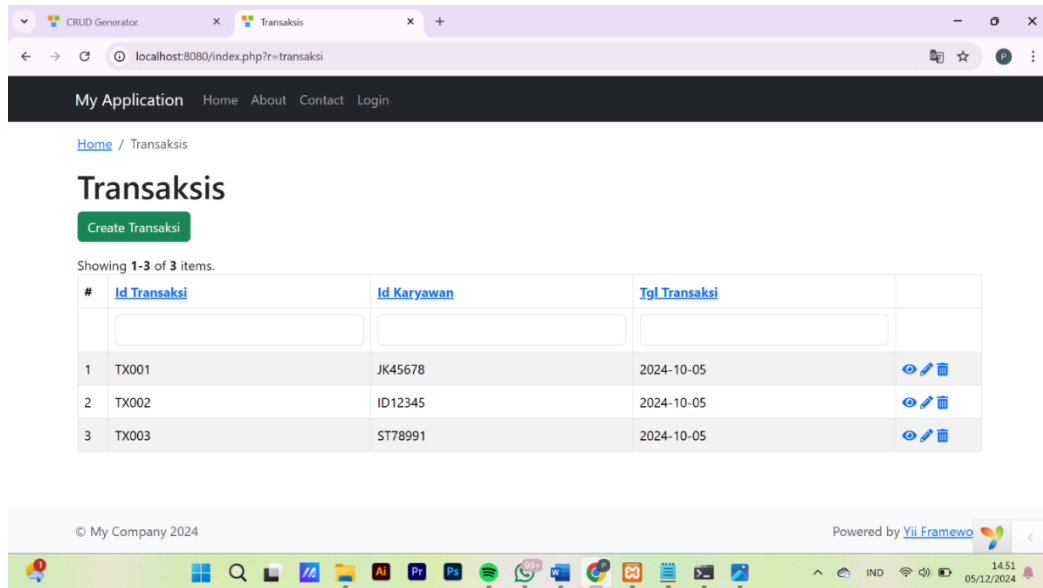 CRUD Generator
Transaksis
localhost:8080/index.php?r=transaksi
P
My Application Home About Contact Login
Home / Transaksis
Transaksis
Create Transaksi
Showing 1-3 of 3 items.
# Id Transaksi Id Karyawan Tgl Transaksi
1 TX001 JK45678 2024-10-05
2 TX002 ID12345 2024-10-05
3 TX003 ST78991 2024-10-05
© My Company 2024 Powered by Yii Framewo
Ai Pr Ps 99+ P IND 14.51
05/12/2024